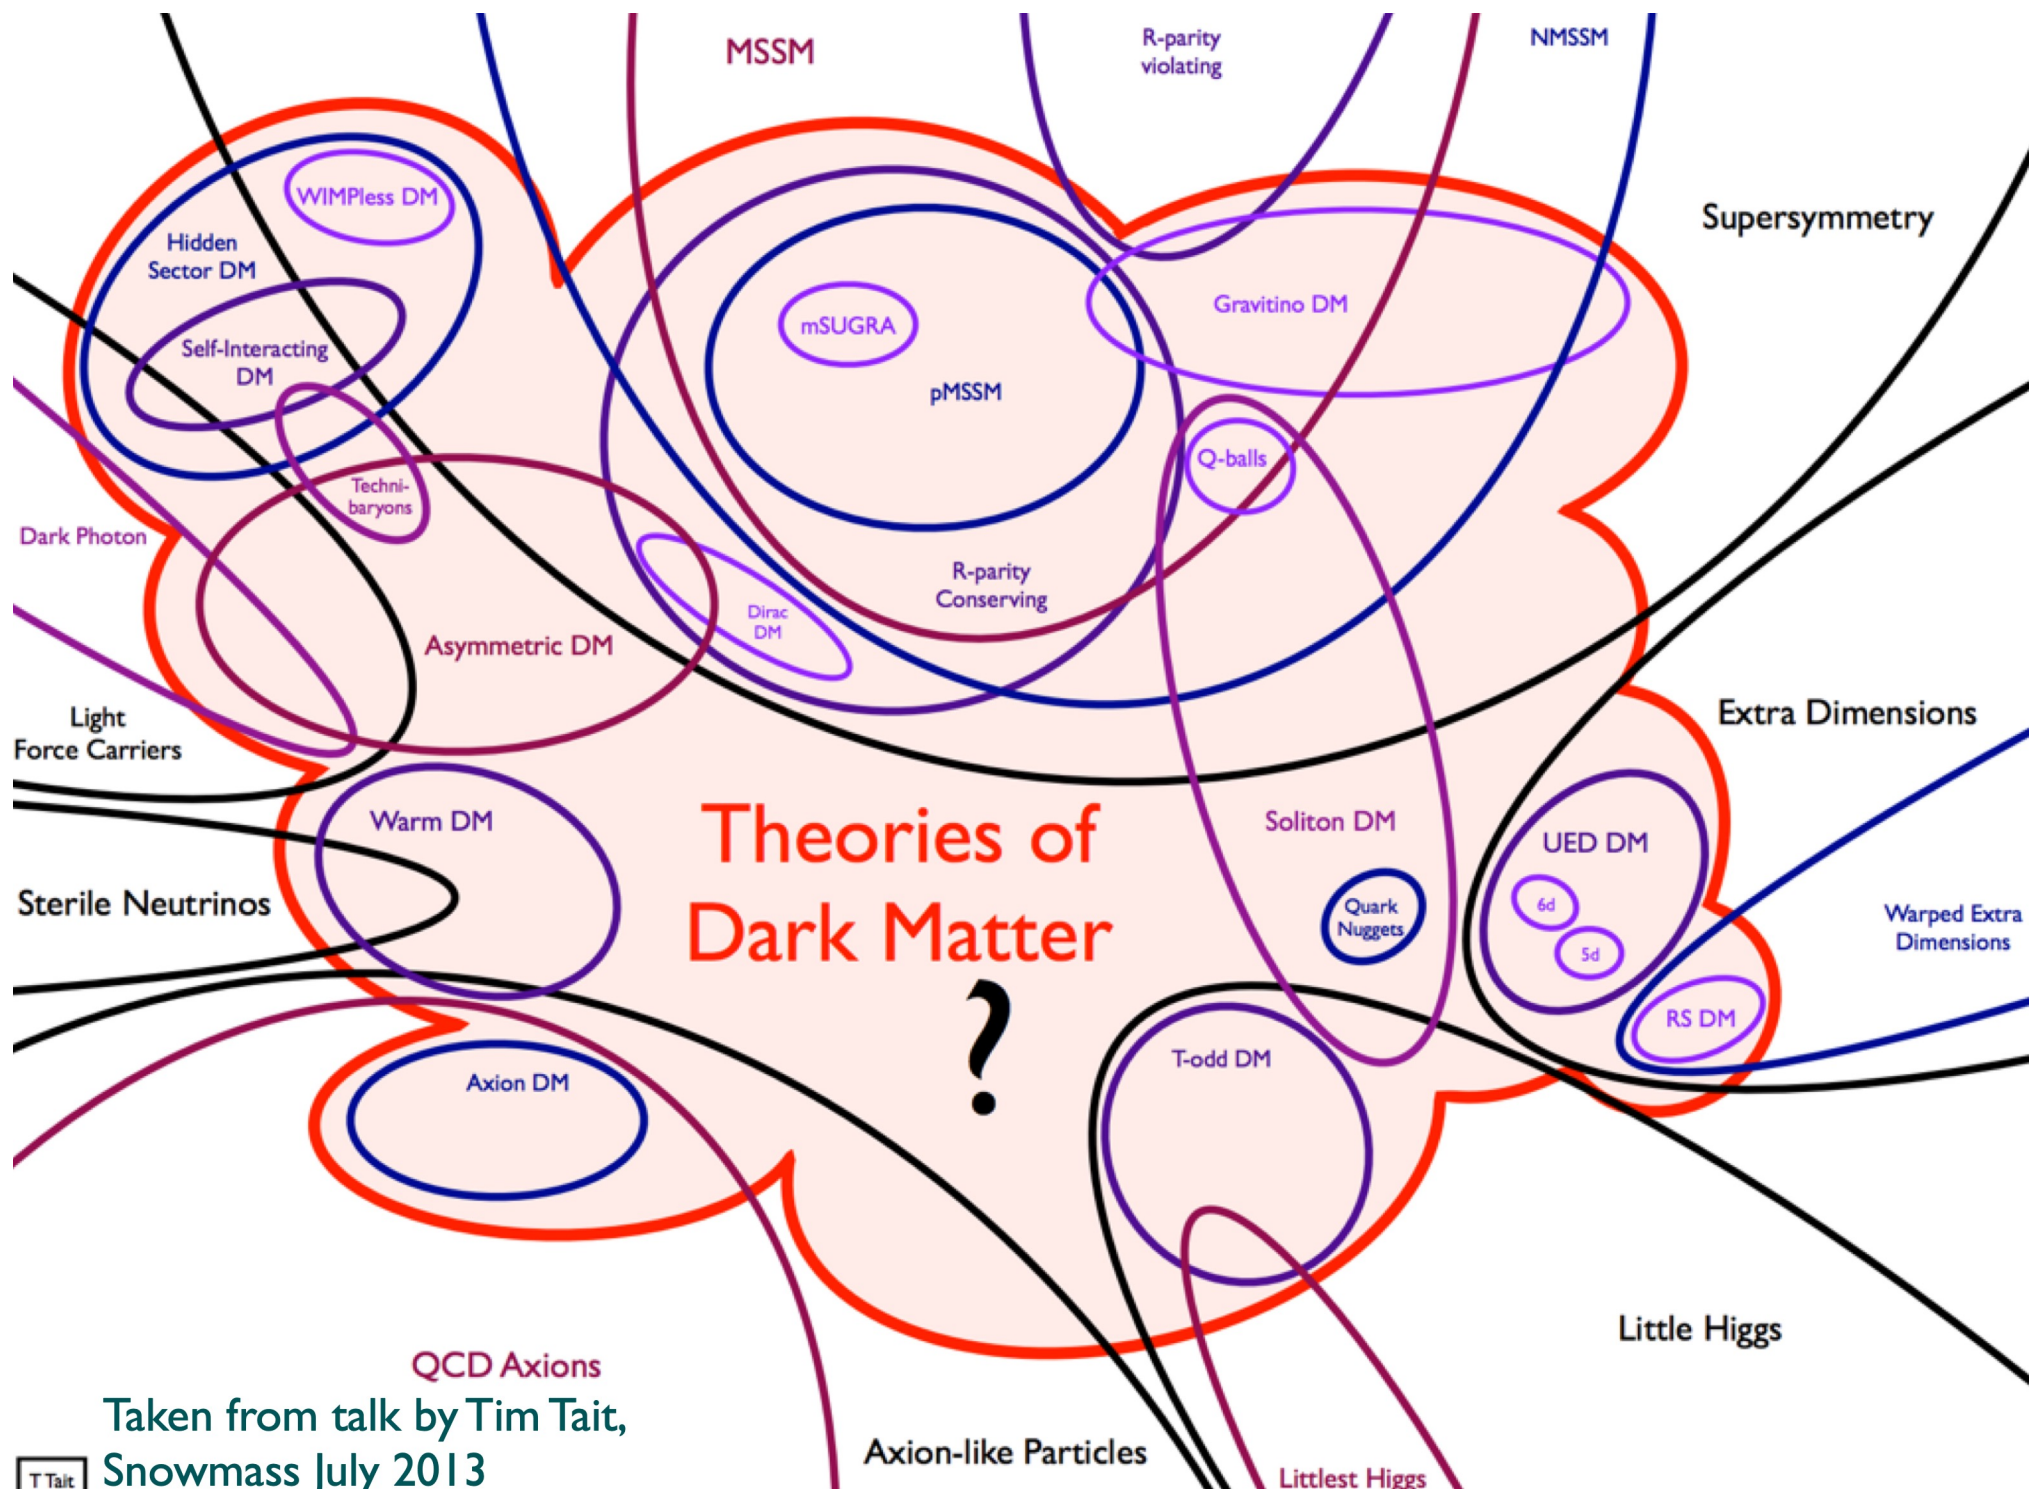 MSSM
R-parity
violating
NMSSM
WIMPless DM
Supersymmetry
Hidden
Sector DM
Gravitino DM
mSUGRA
Self-Interacting
DM
pMSSM
Q-balls
Techni-
baryons
Dark Photon
R-parity
Conserving
Dirac
DM
Asymmetric DM
Light
Force Carriers
Extra Dimensions
Warm DM
Theories of
Dark Matter
?
Soliton DM
UED DM
6d
5d
Quark
Nuggets
Sterile Neutrinos
Warped Extra
Dimensions
RS DM
T-odd DM
Axion DM
Little Higgs
QCD Axions
Taken from talk by Tim Tait,
Snowmass July 2013
Axion-like Particles
Littlest Higgs
T Tait